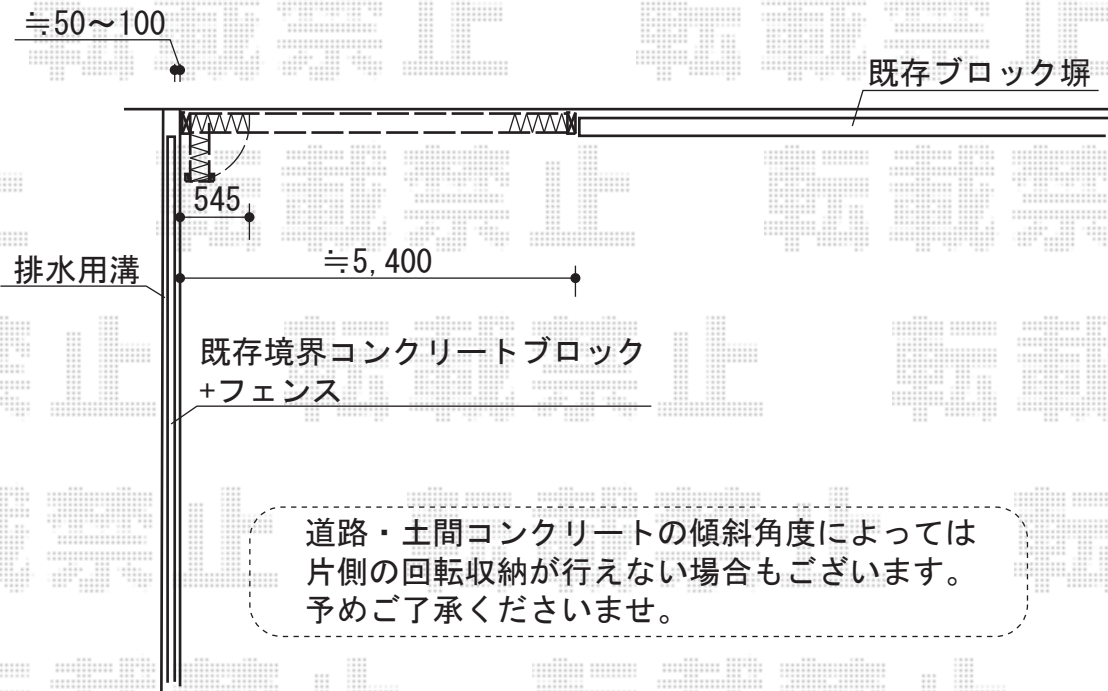 ≒50～100
既存ブロック塀
545
≒5,400
排水用溝
既存境界コンクリートブロック
+フェンス
道路・土間コンクリートの傾斜角度によっては
片側の回転収納が行えない場合もございます。
予めご了承くださいませ。
転載禁止